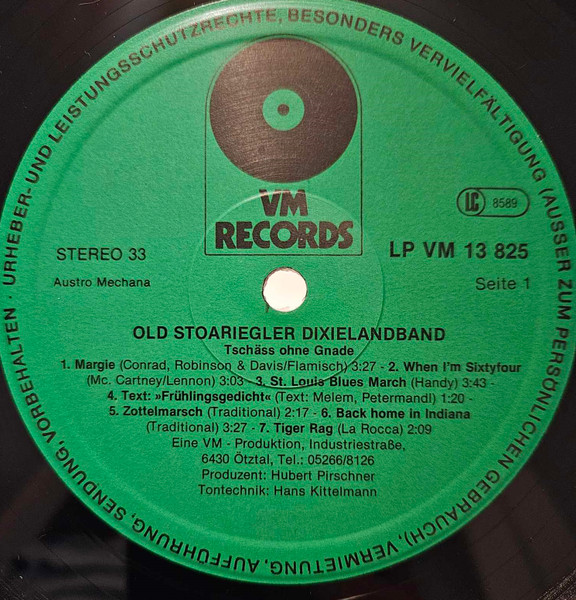 URHEBER- UND LEISTUNGSSCHUTZRECHTE, BESONDERS VERVIELFÄLTIGUNG (AUSSER ZUM PERSÖNLICHEN GEBRAUCH), VERMIETUNG, AUFFÜHRUNG, SENDUNG, VORBEHALTEN ·
VM
RECORDS
LC 8589
STEREO 33
LP VM 13 825
Austro Mechana
Seite 1
OLD STOARIEGLER DIXIELANDBAND
Tschäss ohne Gnade
1. Margie (Conrad, Robinson & Davis/Flamisch) 3:27 - 2. When I'm Sixtyfour
(Mc. Cartney/Lennon) 3:03 - 3. St. Louis Blues March (Handy) 3:43 -
4. Text: »Frühlingsgedicht« (Text: Melem, Petermandl) 1:20 -
5. Zottelmarsch (Traditional) 2:17 - 6. Back home in Indiana
(Traditional) 3:27 - 7. Tiger Rag (La Rocca) 2:09
Eine VM - Produktion, Industriestraße,
6430 Ötztal, Tel.: 05266/8126
Produzent: Hubert Pirschner
Tontechnik: Hans Kittelmann